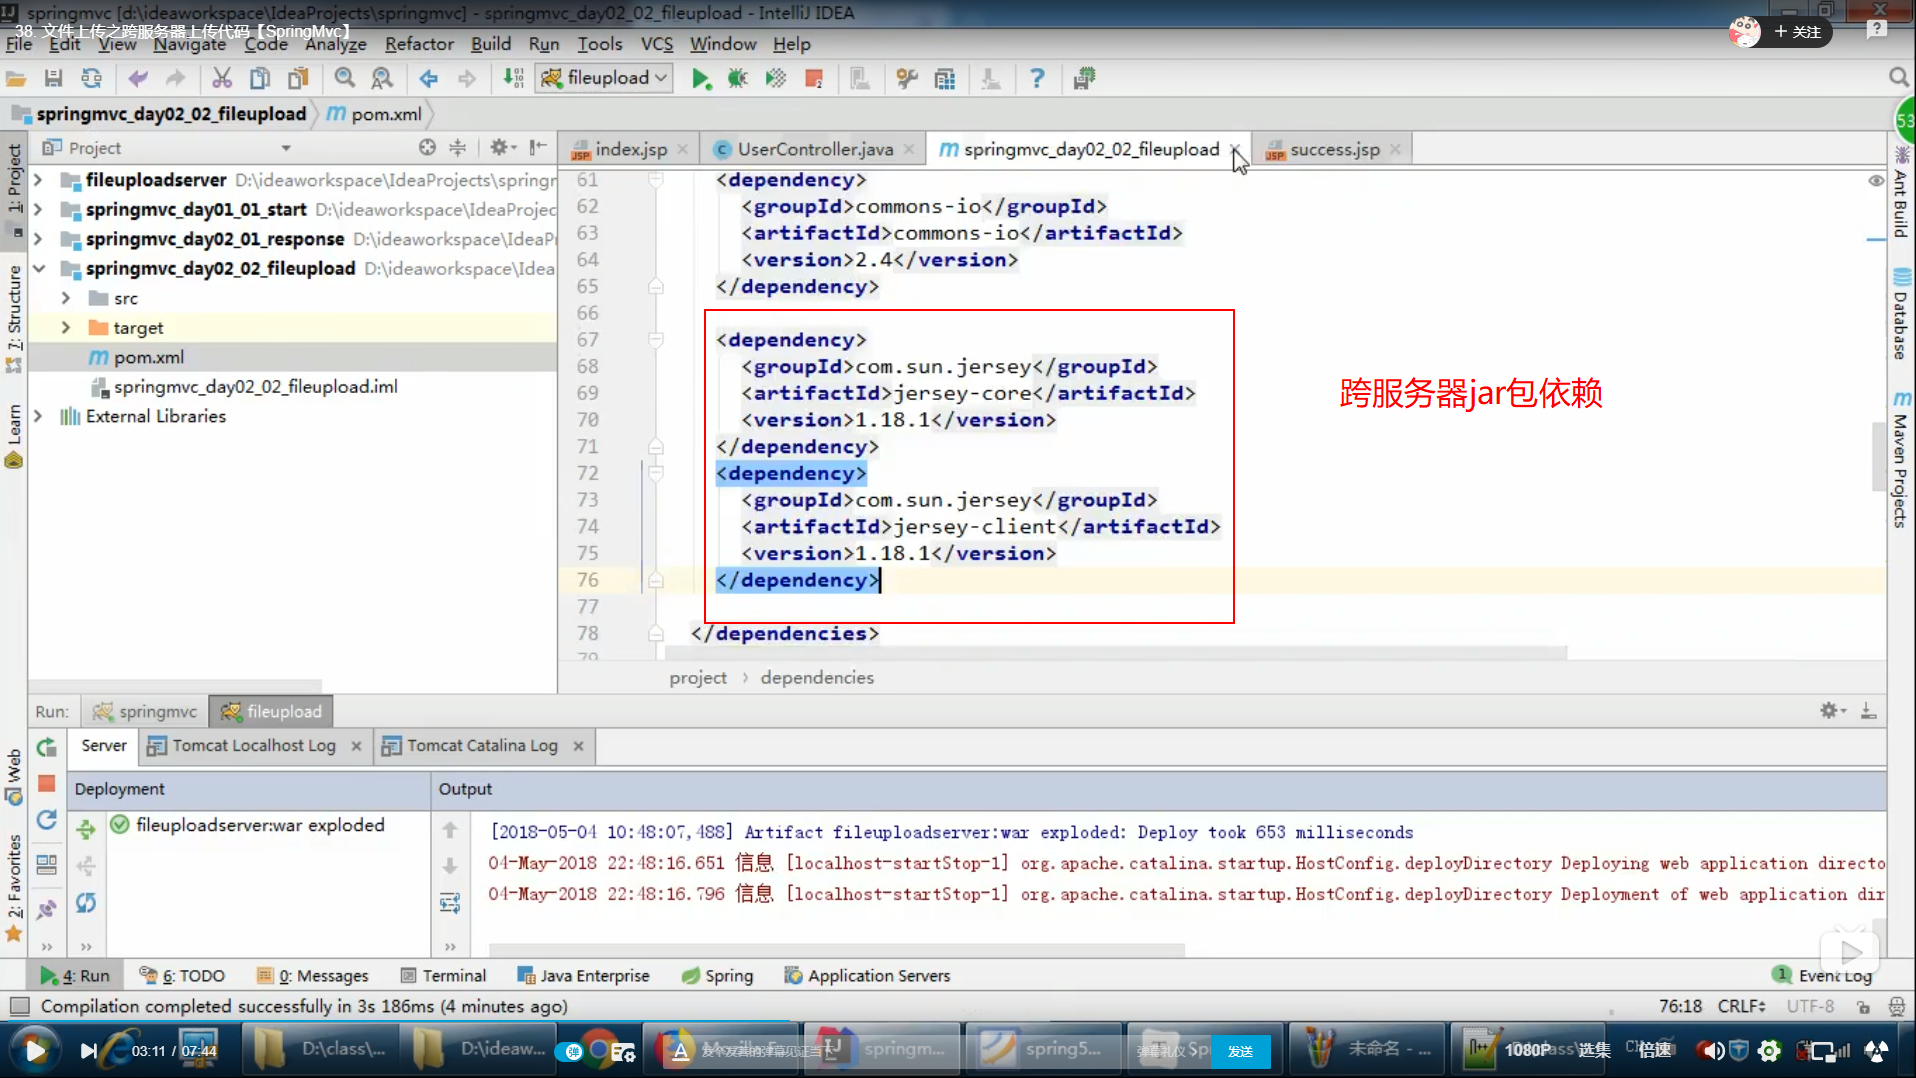 springmvc [d:\ideaworkspace\IdeaProjects\springmvc] - springmvc_day02_02_fileupload - IntelliJ IDEA
38. 文件上传之跨服务器上传代码【SpringMvc】
+ 关注
File Edit View Navigate Code Analyze Refactor Build Run Tools VCS Window Help
fileupload
springmvc_day02_02_fileupload pom.xml
53
Project
index.jsp UserController.java springmvc_day02_02_fileupload success.jsp
fileuploadserver D:\ideaworkspace\IdeaProjects\springr
springmvc_day01_01_start D:\ideaworkspace\IdeaProjec
springmvc_day02_01_response D:\ideaworkspace\IdeaP
springmvc_day02_02_fileupload D:\ideaworkspace\Idea
src
target
pom.xml
springmvc_day02_02_fileupload.iml
External Libraries
1: Project
7: Structure
Learn
Web
2: Favorites
61 <dependency>
62 <groupId>commons-io</groupId>
63 <artifactId>commons-io</artifactId>
64 <version>2.4</version>
65 </dependency>
66
67 <dependency>
68 <groupId>com.sun.jersey</groupId>
69 <artifactId>jersey-core</artifactId>
70 <version>1.18.1</version>
71 </dependency>
72 <dependency>
73 <groupId>com.sun.jersey</groupId>
74 <artifactId>jersey-client</artifactId>
75 <version>1.18.1</version>
76 </dependency>
77
78 </dependencies>
79
跨服务器jar包依赖
Ant Build
Database
Maven Projects
project › dependencies
Run: springmvc fileupload
Server Tomcat Localhost Log Tomcat Catalina Log
Deployment Output
fileuploadserver:war exploded
[2018-05-04 10:48:07,488] Artifact fileuploadserver:war exploded: Deploy took 653 milliseconds
04-May-2018 22:48:16.651 信息 [localhost-startStop-1] org.apache.catalina.startup.HostConfig.deployDirectory Deploying web application directo
04-May-2018 22:48:16.796 信息 [localhost-startStop-1] org.apache.catalina.startup.HostConfig.deployDirectory Deployment of web application dir
4: Run 6: TODO 0: Messages Terminal Java Enterprise Spring Application Servers 1 Event Log
Compilation completed successfully in 3s 186ms (4 minutes ago) 76:18 CRLF UTF-8
03:11 / 07:44 D:\class\... D:\ideaw... 弹 springm... spring5... 弹幕礼仪 发送 未命名 - ... 1080P 选集 倍速